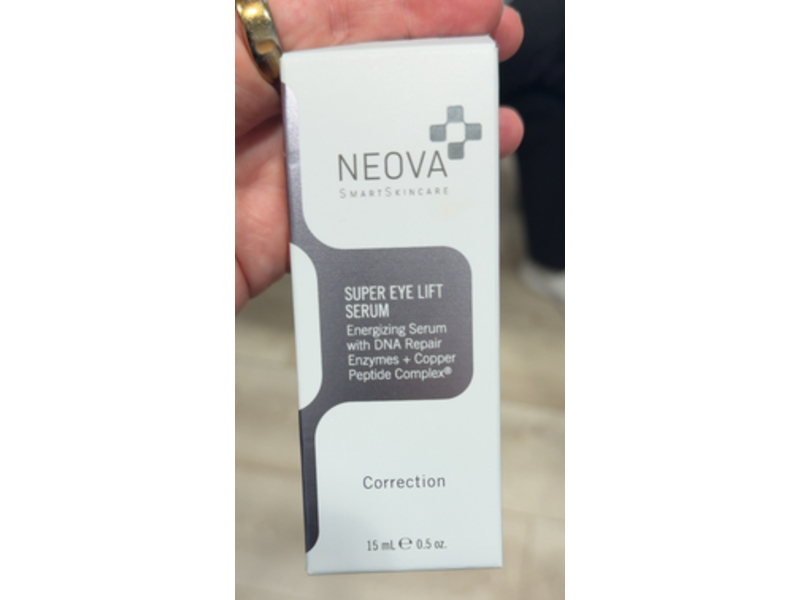 NEOVA
SMARTSKINCARE
SUPER EYE LIFT
SERUM
Energizing Serum
with DNA Repair
Enzymes + Copper
Peptide Complex®
Correction
15 mL ℮ 0.5 oz.